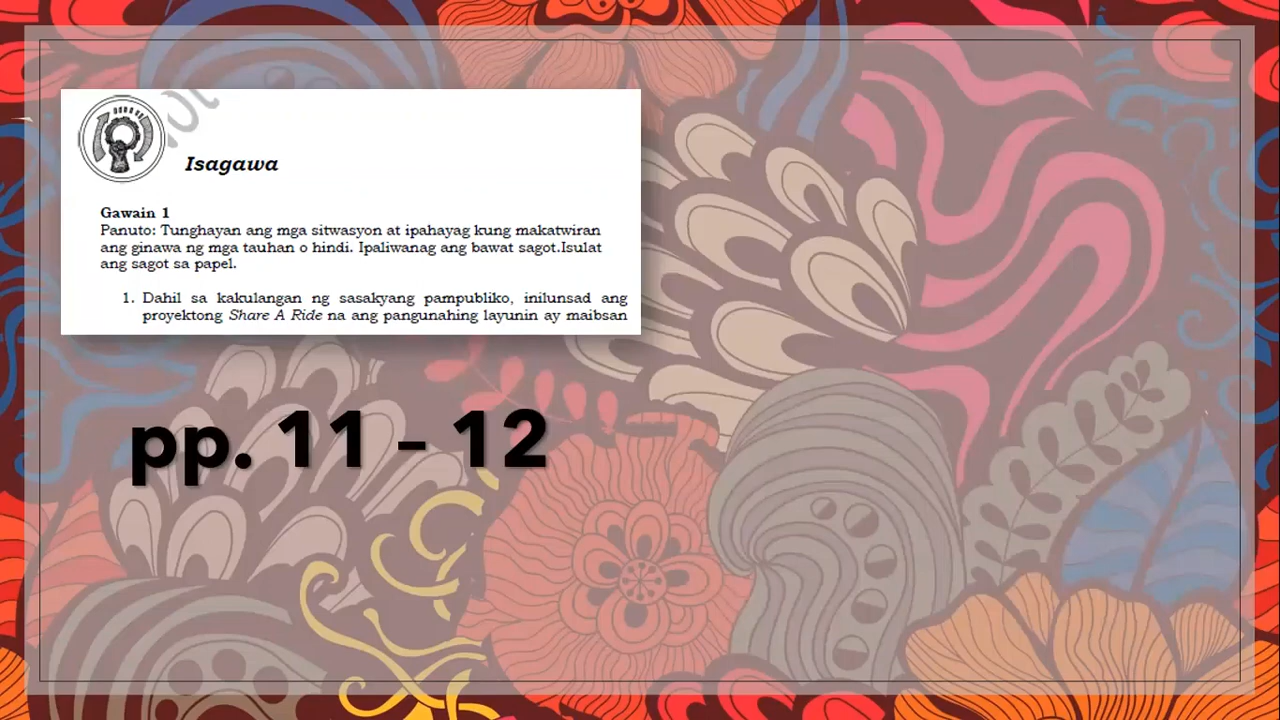 Isagawa
Gawain 1
Panuto: Tunghayan ang mga sitwasyon at ipahayag kung makatwiran
ang ginawa ng mga tauhan o hindi. Ipaliwanag ang bawat sagot.Isulat
ang sagot sa papel.
1. Dahil sa kakulangan ng sasakyang pampubliko, inilunsad ang
proyektong Share A Ride na ang pangunahing layunin ay maibsan
pp. 11 – 12